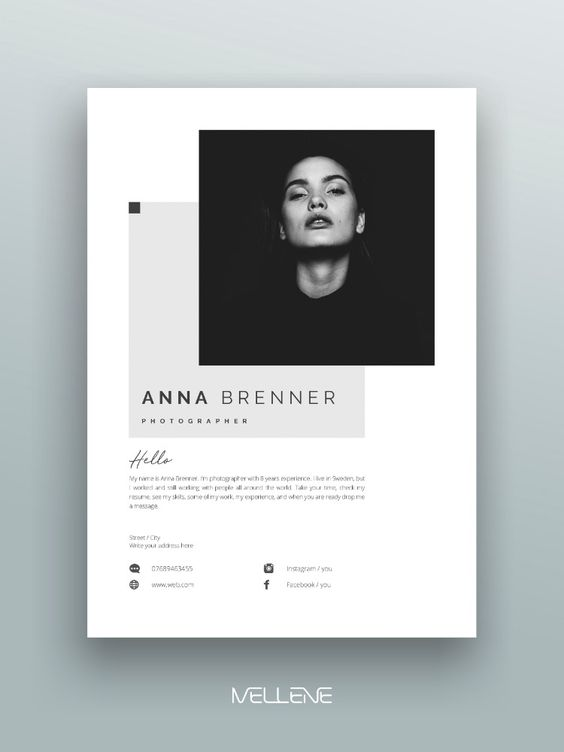 ANNA BRENNER
PHOTOGRAPHER
Hello
My name is Anna Brenner. I'm photographer with 6 years experience. I live in Sweden, but
I worked and still working with people all around the world. Take your time, check my
resume, see my skills, some of my work, my experience, and when you are ready drop me
a message.
Street / City
Write your address here
07689463455
www.web.com
Instagram / you
Facebook / you
MELLENE